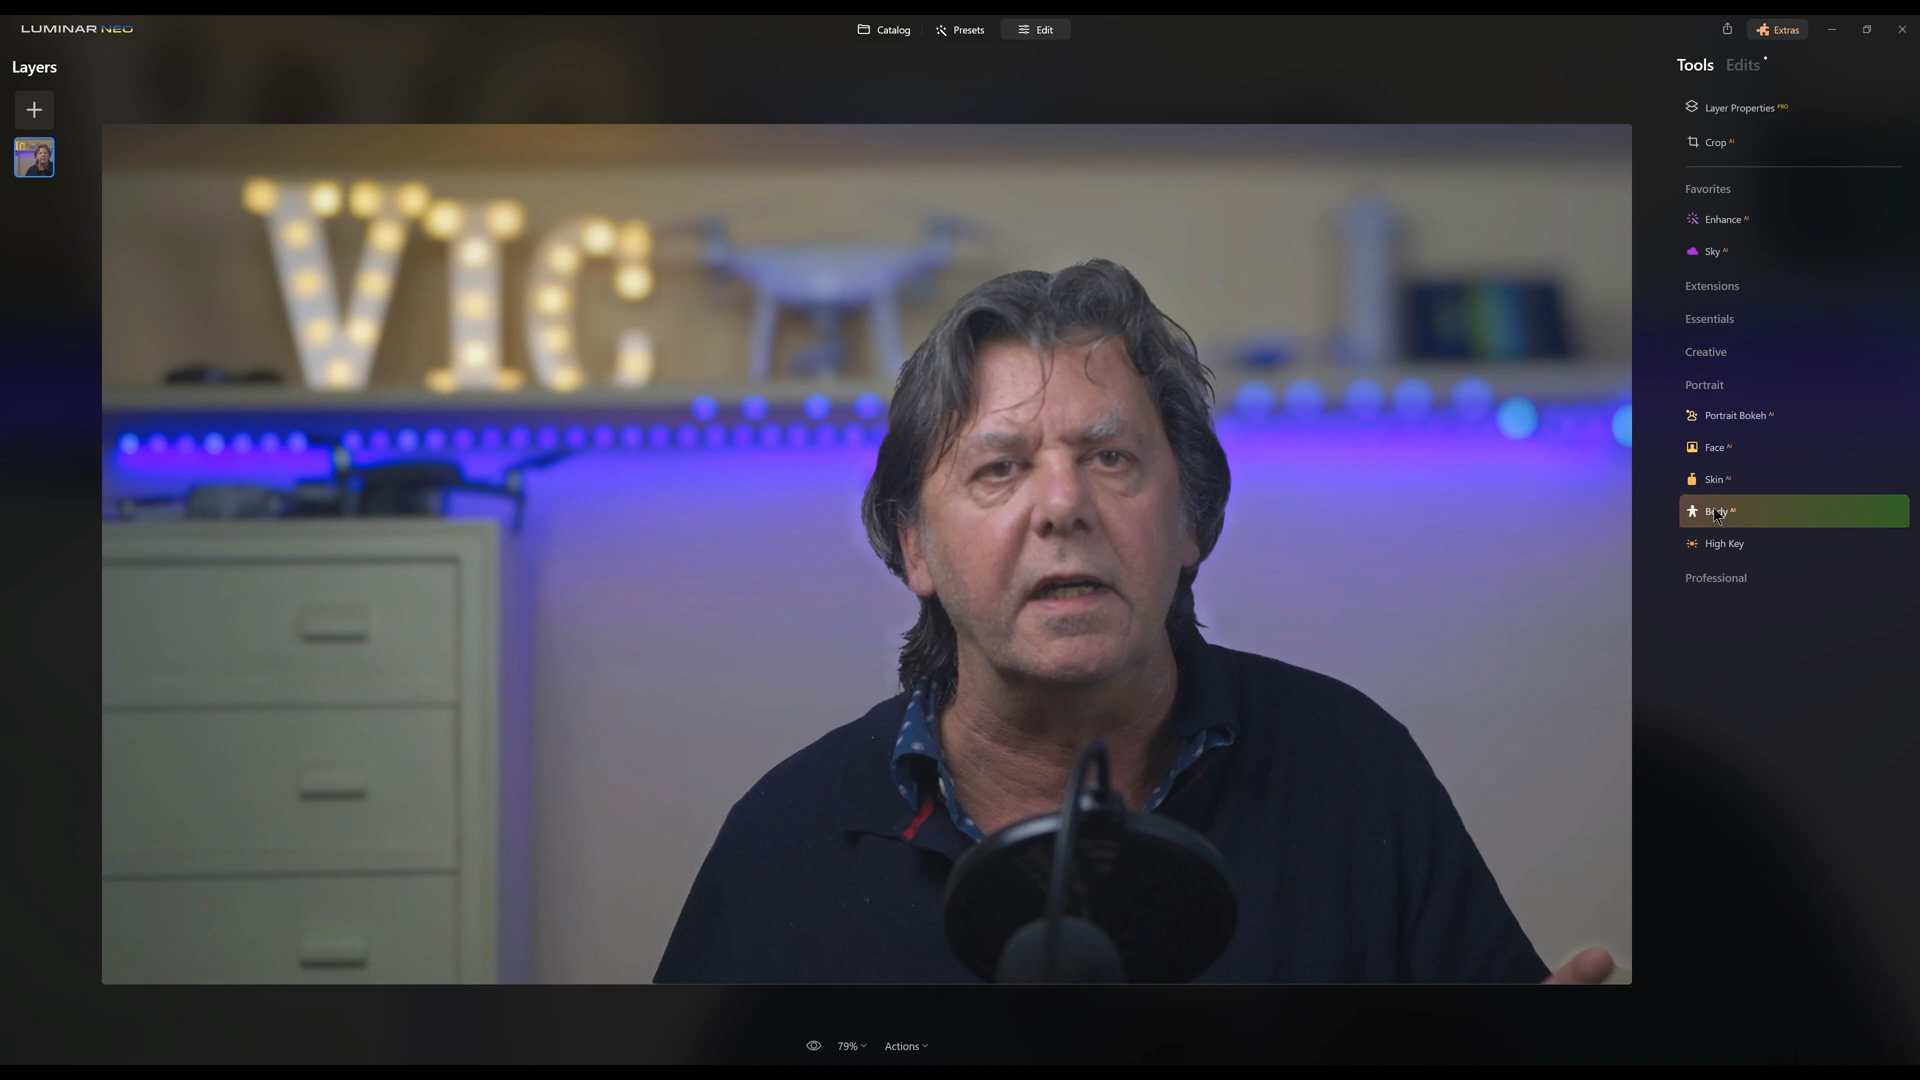 LUMINAR NEO
Catalog
Presets
Edit
Extras
Layers
Tools
Edits
Layer Properties PRO
Crop AI
Favorites
Enhance AI
Sky AI
Extensions
Essentials
Creative
Portrait
Portrait Bokeh AI
Face AI
Skin AI
Body AI
High Key
Professional
VIC
79%
Actions